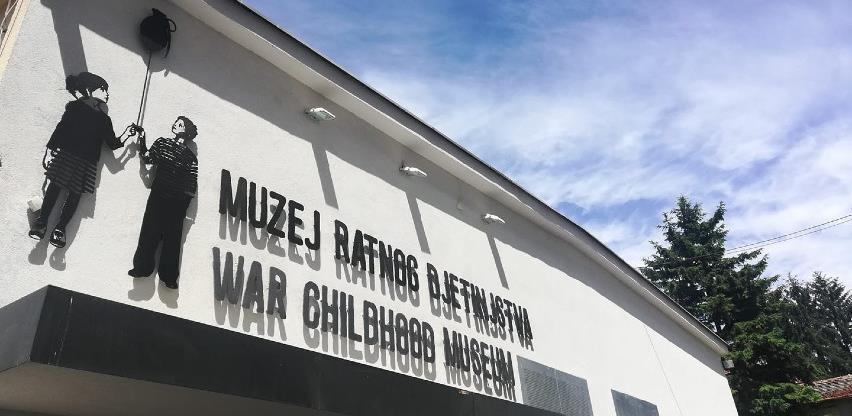 MUZEJ RATNOG DJETINJSTVA
WAR CHILDHOOD MUSEUM